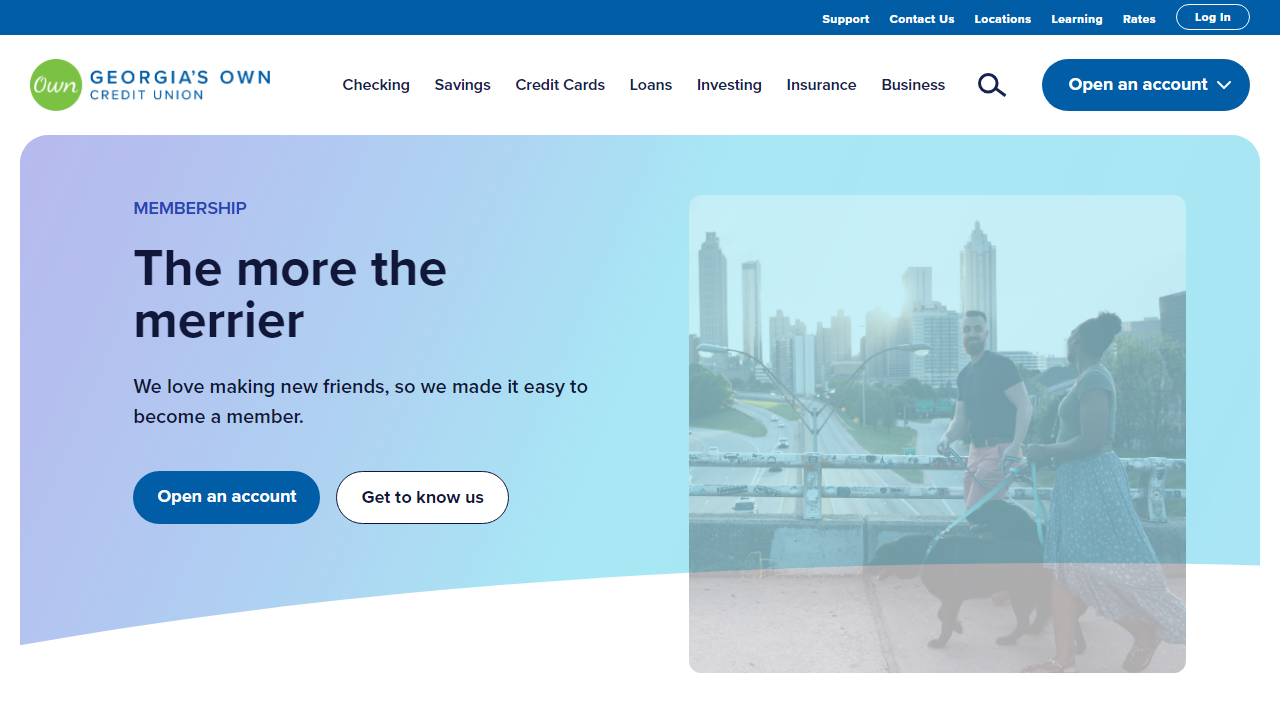 Support Contact Us Locations Learning Rates Log In
Own GEORGIA'S OWN
CREDIT UNION
Checking Savings Credit Cards Loans Investing Insurance Business Open an account
MEMBERSHIP
The more the
merrier
We love making new friends, so we made it easy to
become a member.
Open an account Get to know us